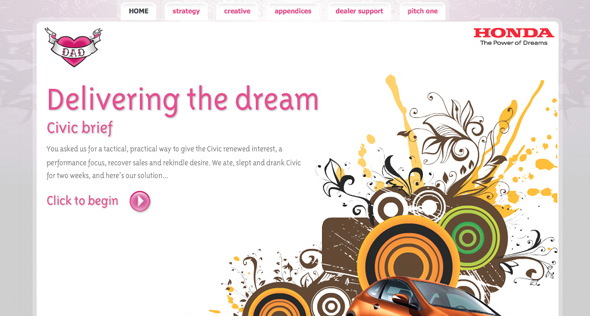 HOME strategy creative appendices dealer support pitch one
DAD
HONDA
The Power of Dreams
Delivering the dream
Civic brief
You asked us for a tactical, practical way to give the Civic renewed interest, a
performance focus, recover sales and rekindle desire. We ate, slept and drank Civic
for two weeks, and here's our solution...
Click to begin